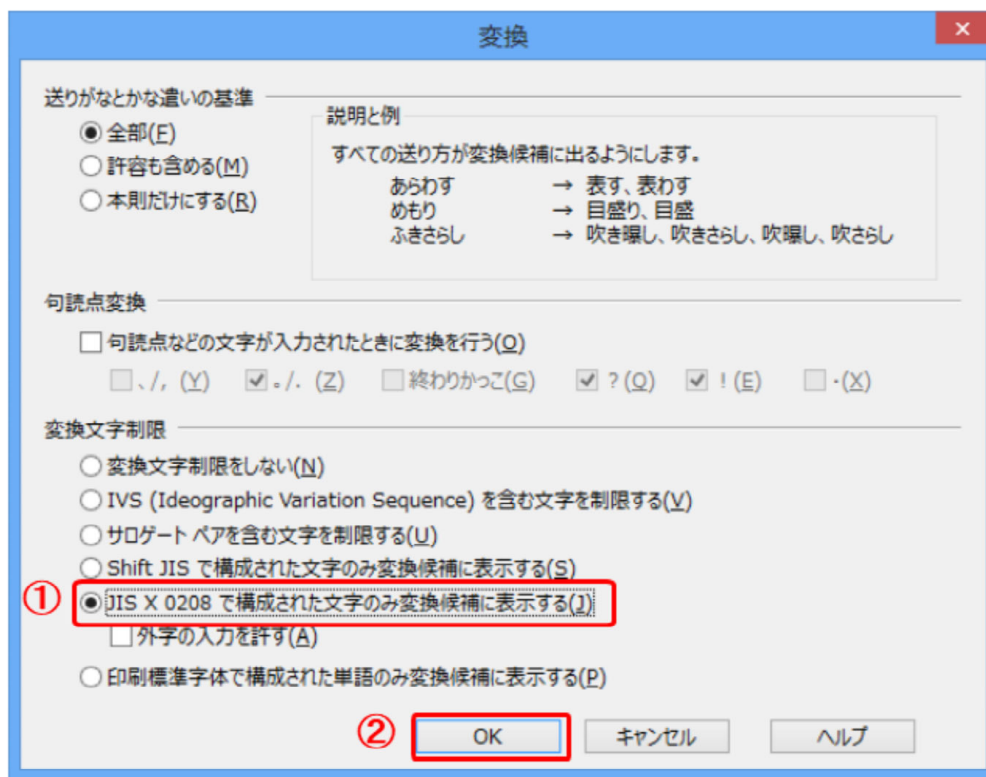 変換
×
送りがなとかな遣いの基準
全部(F)
許容も含める(M)
本則だけにする(R)
説明と例
すべての送り方が変換候補に出るようにします。
あらわす → 表す、表わす
めもり → 目盛り、目盛
ふきさらし → 吹き曝し、吹きさらし、吹曝し、吹さらし
句読点変換
句読点などの文字が入力されたときに変換を行う(O)
、/, (Y) 。/. (Z) 終わりかっこ(G) ? (Q) ! (E) ・(X)
変換文字制限
変換文字制限をしない(N)
IVS (Ideographic Variation Sequence) を含む文字を制限する(V)
サロゲート ペアを含む文字を制限する(U)
Shift JIS で構成された文字のみ変換候補に表示する(S)
① JIS X 0208 で構成された文字のみ変換候補に表示する(J)
外字の入力を許す(A)
印刷標準字体で構成された単語のみ変換候補に表示する(P)
② OK キャンセル ヘルプ